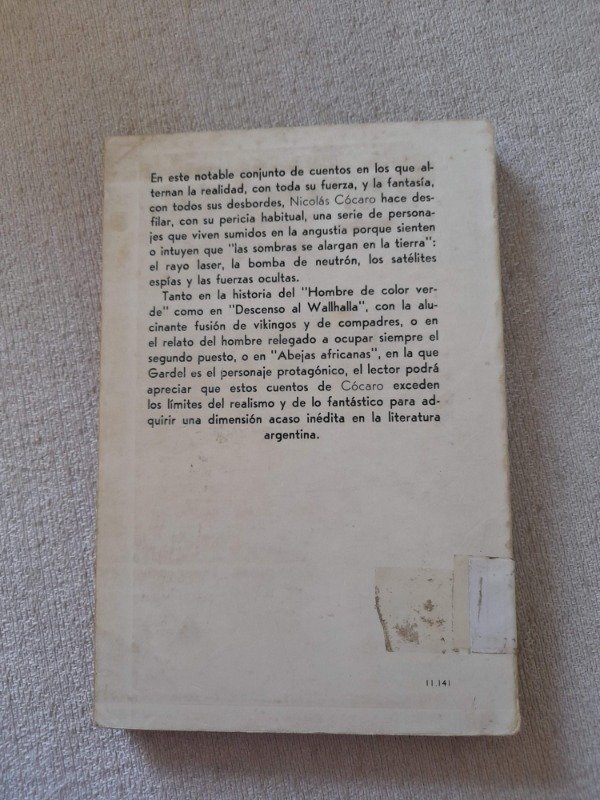 En este notable conjunto de cuentos en los que al-
ternan la realidad, con toda su fuerza, y la fantasía,
con todos sus desbordes, Nicolás Cócaro hace des-
filar, con su pericia habitual, una serie de persona-
jes que viven sumidos en la angustia porque sienten
o intuyen que "las sombras se alargan en la tierra":
el rayo laser, la bomba de neutrón, los satélites
espías y las fuerzas ocultas.
Tanto en la historia del "Hombre de color ver-
de" como en "Descenso al Wallhalla", con la alu-
cinante fusión de vikingos y de compadres, o en
el relato del hombre relegado a ocupar siempre el
segundo puesto, o en "Abejas africanas", en la que
Gardel es el personaje protagónico, el lector podrá
apreciar que estos cuentos de Cócaro exceden
los límites del realismo y de lo fantástico para ad-
quirir una dimensión acaso inédita en la literatura
argentina.
11.141